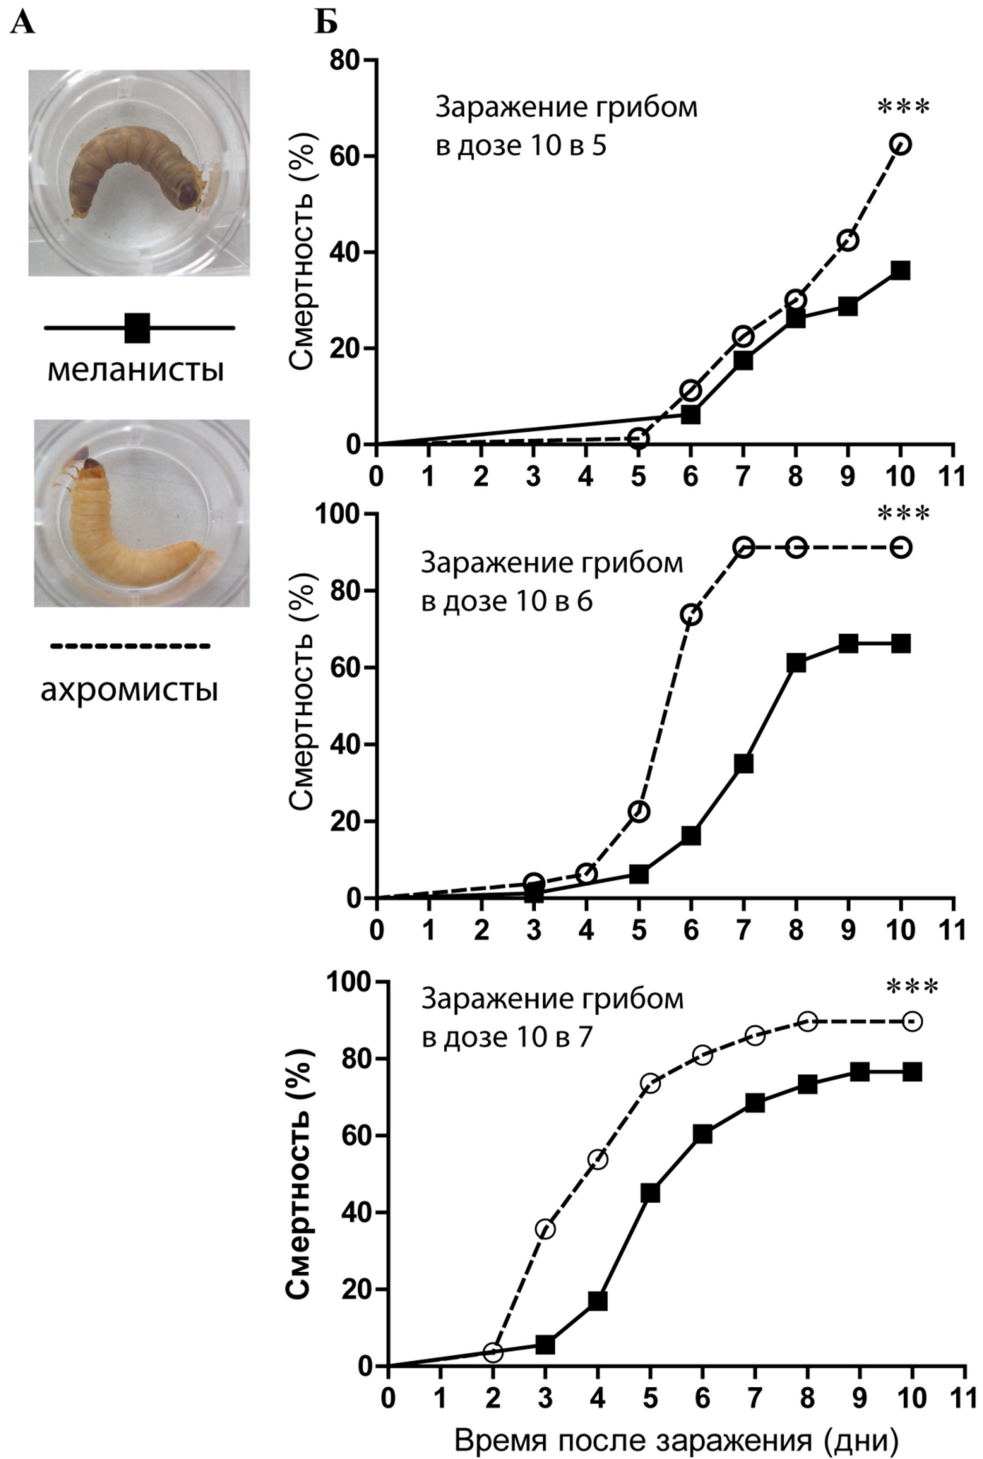 А
меланисты
ахромисты
Б
Заражение грибом
в дозе 10 в 5
***
Смертность (%)
80
60
40
20
0
0 1 2 3 4 5 6 7 8 9 10 11
Заражение грибом
в дозе 10 в 6
***
Смертность (%)
100
80
60
40
20
0
0 1 2 3 4 5 6 7 8 9 10 11
Заражение грибом
в дозе 10 в 7
***
Смертность (%)
100
80
60
40
20
0
0 1 2 3 4 5 6 7 8 9 10 11
Время после заражения (дни)